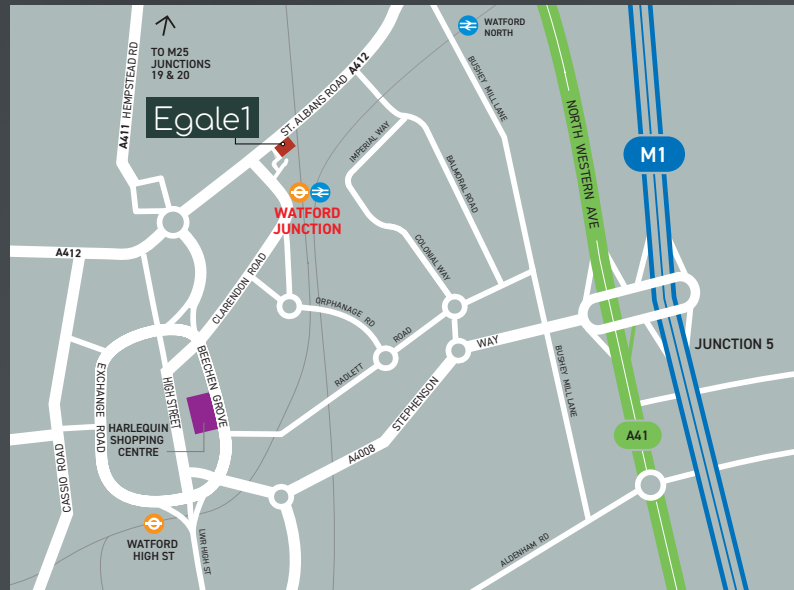 WATFORD
NORTH
TO M25
JUNCTIONS
19 & 20
A411 HEMPSTEAD RD
Egale1
ST. ALBANS ROAD
A412
BUSHEY MILL LANE
IMPERIAL WAY
BALMORAL ROAD
NORTH WESTERN AVE
M1
WATFORD
JUNCTION
A412
CLARENDON ROAD
COLONIAL WAY
ORPHANAGE RD
RADLETT
ROAD
WAY
STEPHENSON
A4008
JUNCTION 5
BUSHEY MILL LANE
BEECHEN GROVE
HIGH STREET
EXCHANGE ROAD
HARLEQUIN
SHOPPING
CENTRE
A41
CASSIO ROAD
WATFORD
HIGH ST
LWR HIGH ST
ALDENHAM RD